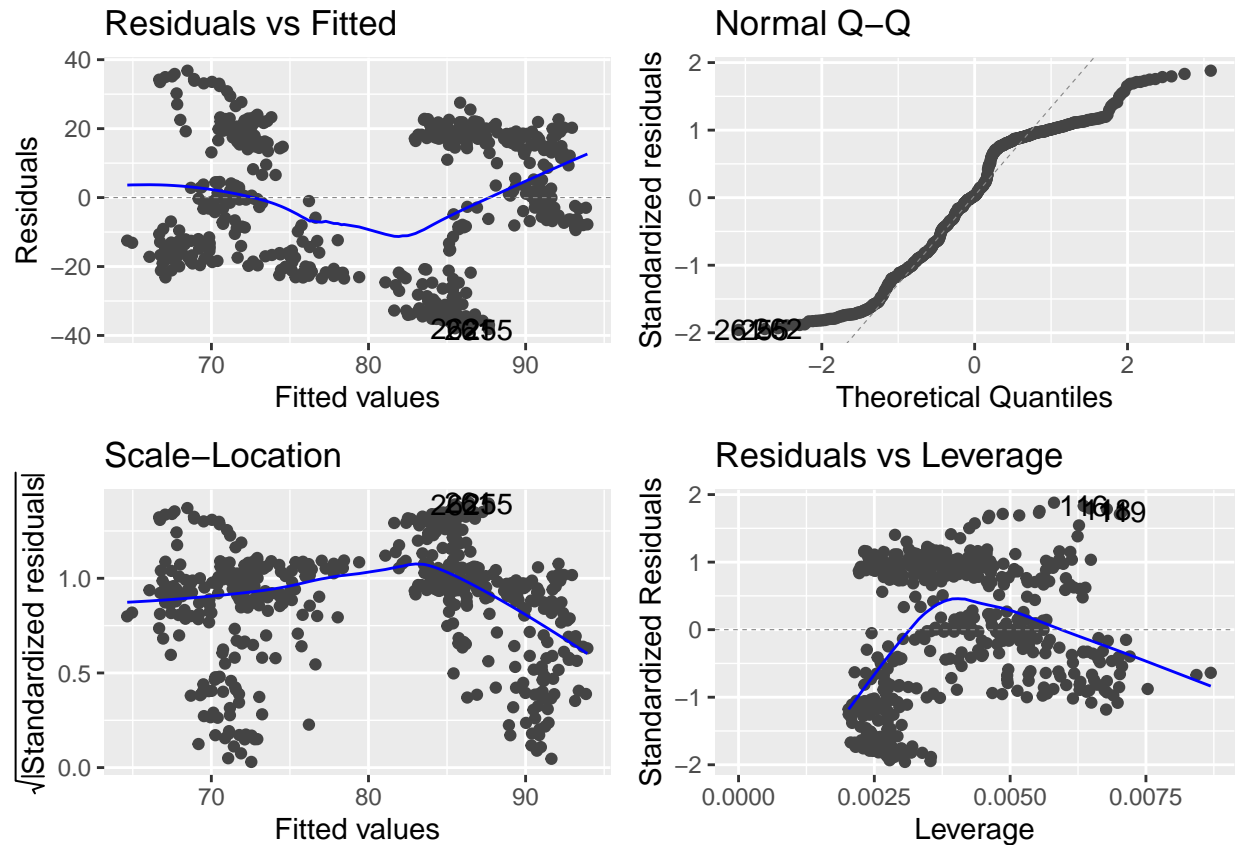 Residuals vs Fitted
40
20
0
−20
−40
Residuals
70
80
90
Fitted values
Normal Q−Q
2
1
0
−1
−2
Standardized residuals
−2
0
2
Theoretical Quantiles
Scale−Location
1.0
0.5
0.0
√|Standardized residuals|
70
80
90
Fitted values
Residuals vs Leverage
2
1
0
−1
−2
Standardized Residuals
116
118
119
0.0000
0.0025
0.0050
0.0075
Leverage